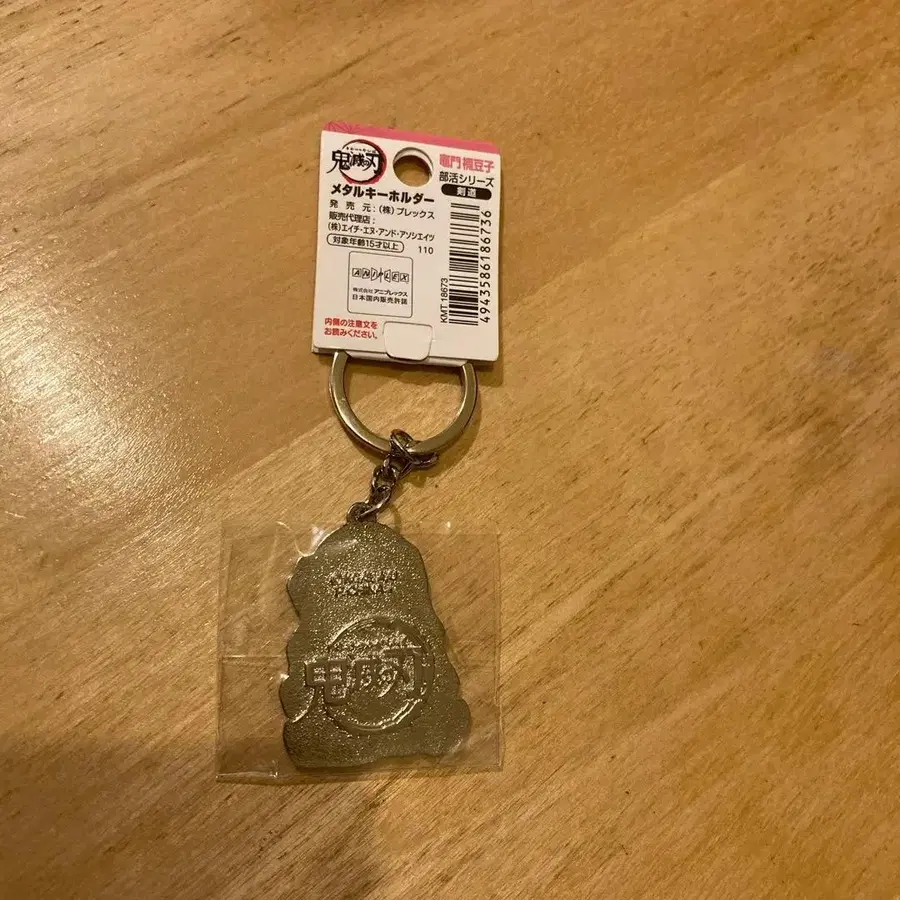 鬼滅の刃
竈門禰豆子
部活シリーズ
剣道
メタルキーホルダー
発売元:(株)プレックス
販売代理店:
(株)エイチ・エヌ・アンド・アソシエイツ
対象年齢15才以上
110
ANIPLEX
株式会社アニプレックス
日本国内販売許諾
内側の注意文を
お読みください。
KMT 18673
4943586186736
鬼滅の刃